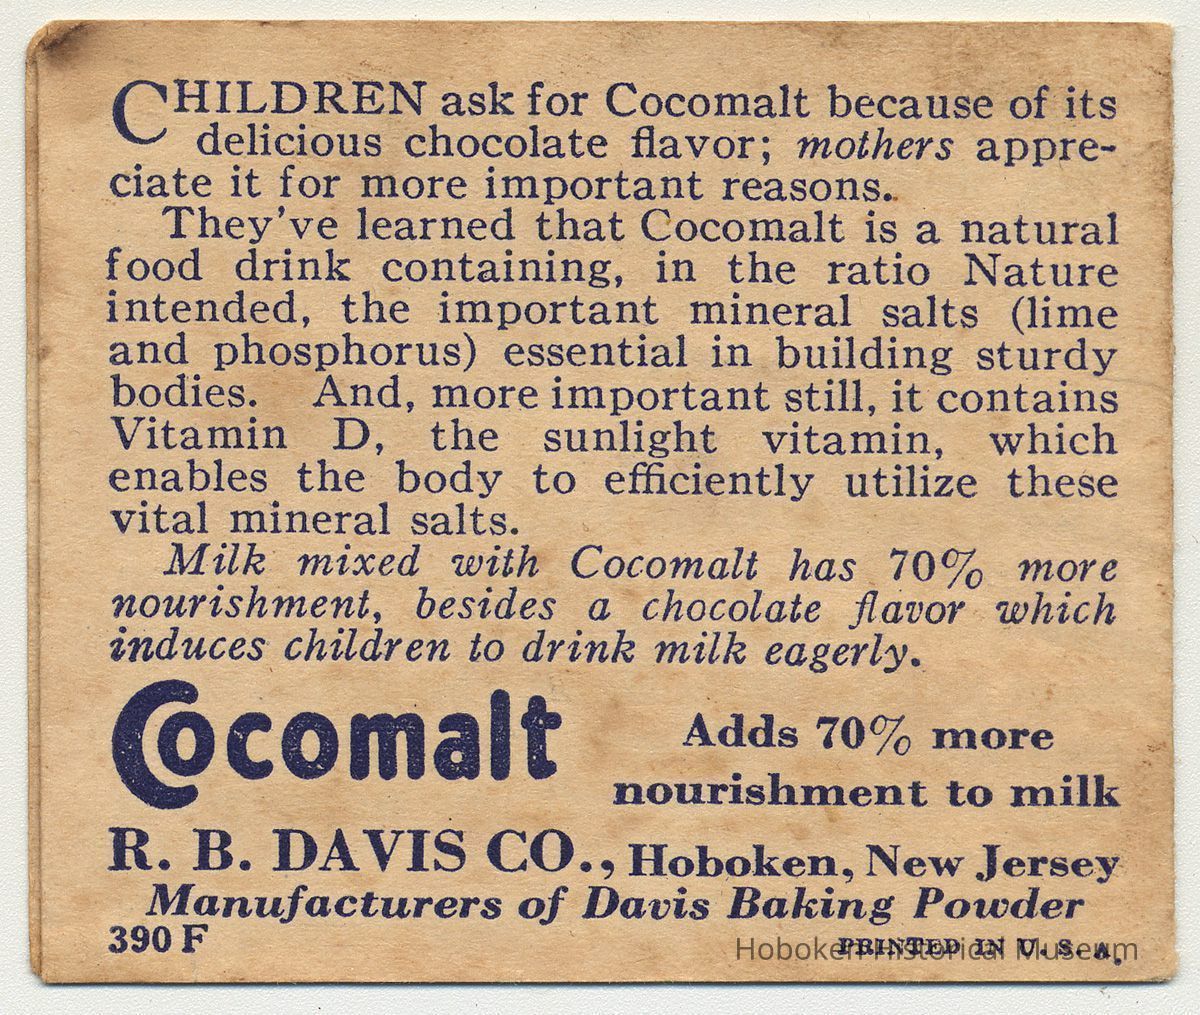 CHILDREN ask for Cocomalt because of its
delicious chocolate flavor; mothers appre-
ciate it for more important reasons.
They've learned that Cocomalt is a natural
food drink containing, in the ratio Nature
intended, the important mineral salts (lime
and phosphorus) essential in building sturdy
bodies. And, more important still, it contains
Vitamin D, the sunlight vitamin, which
enables the body to efficiently utilize these
vital mineral salts.
Milk mixed with Cocomalt has 70% more
nourishment, besides a chocolate flavor which
induces children to drink milk eagerly.
Cocomalt
Adds 70% more
nourishment to milk
R. B. DAVIS CO., Hoboken, New Jersey
Manufacturers of Davis Baking Powder
390 F
PRINTED IN U. S. A.
Hoboken Historical Museum